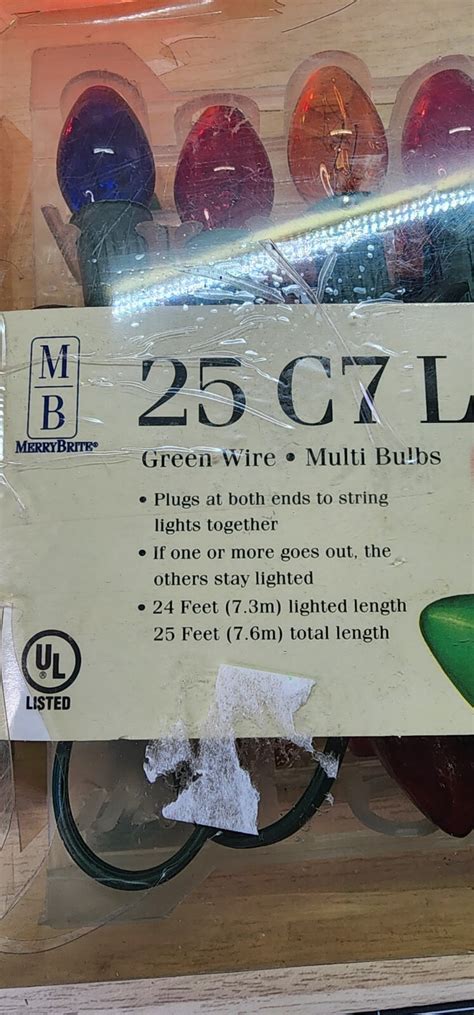 M
B
MERRYBRITE®
25 C7 L
Green Wire • Multi Bulbs
• Plugs at both ends to string
lights together
• If one or more goes out, the
others stay lighted
• 24 Feet (7.3m) lighted length
25 Feet (7.6m) total length
UL
®
LISTED